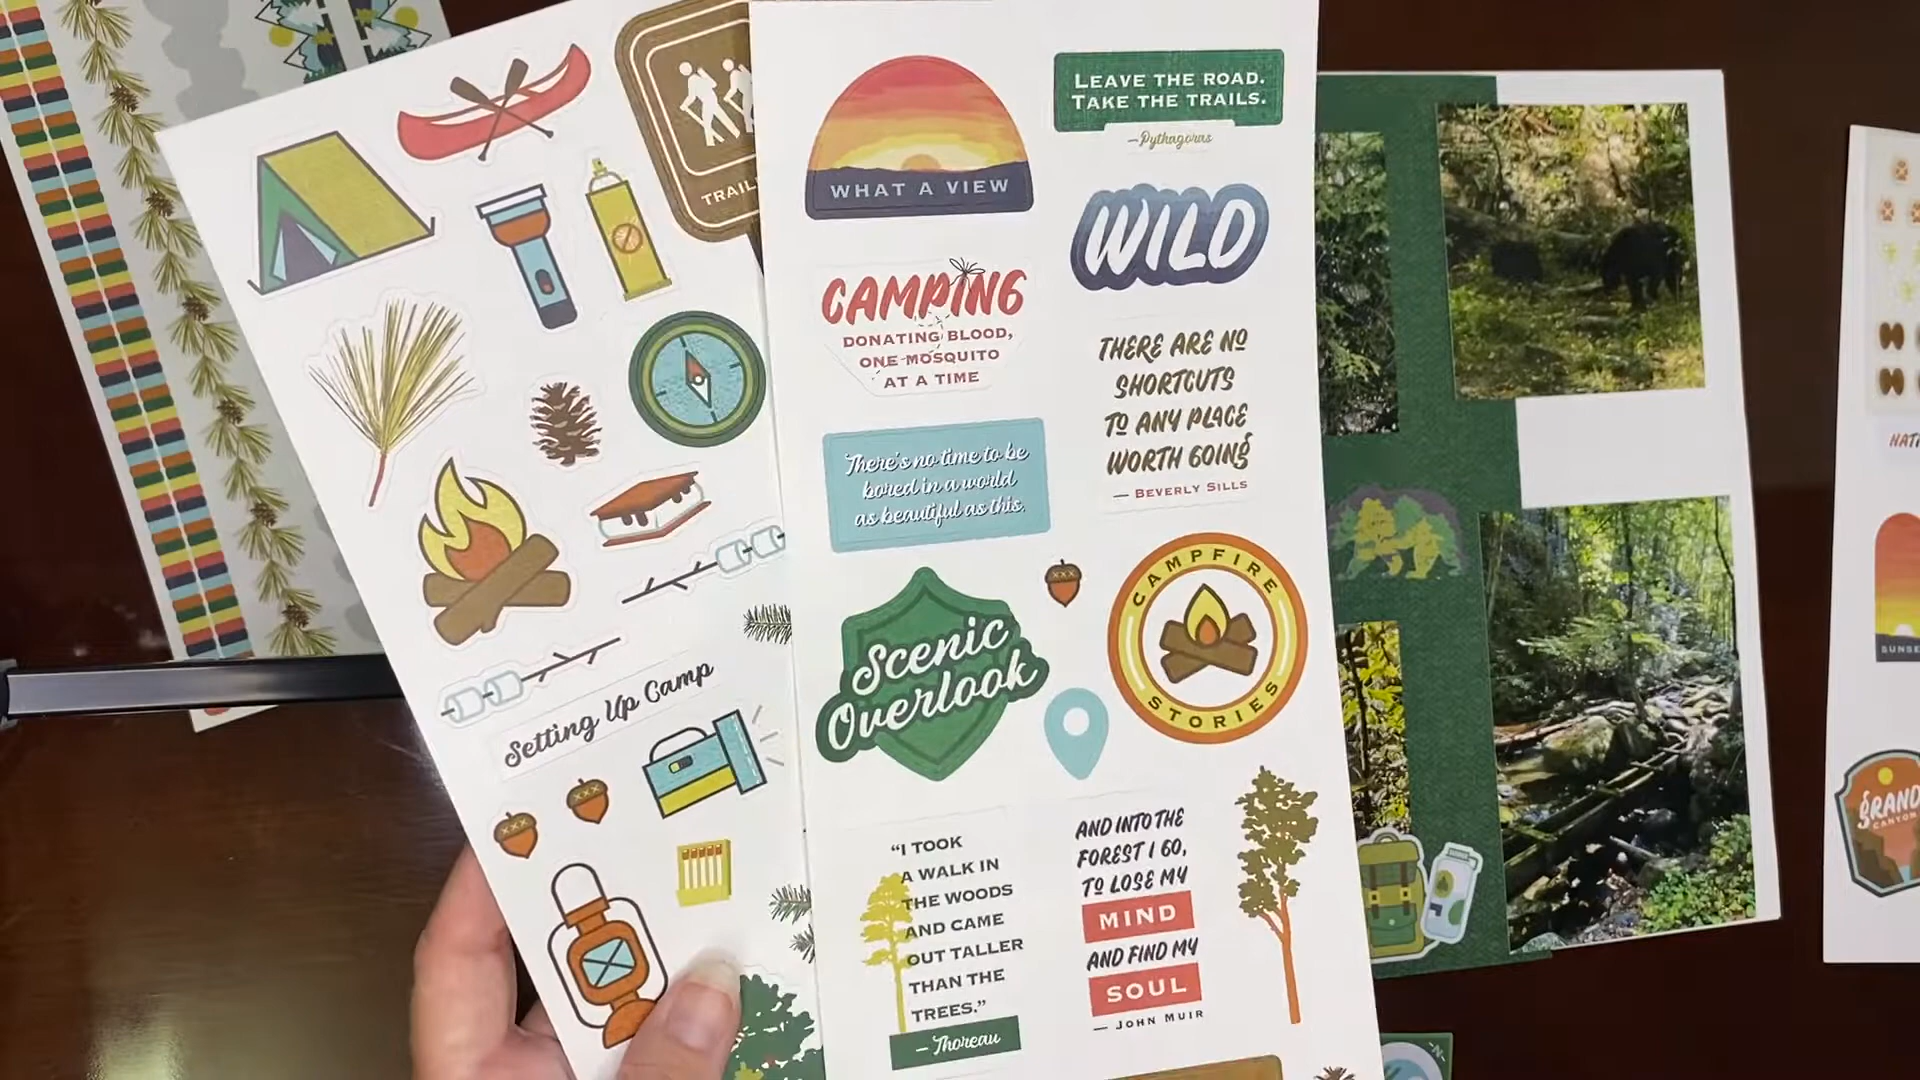 TRAIL
Setting Up Camp
WHAT A VIEW
LEAVE THE ROAD.
TAKE THE TRAILS.
—Pythagoras
WILD
CAMPING
DONATING BLOOD,
ONE MOSQUITO
AT A TIME
THERE ARE NO
SHORTCUTS
TO ANY PLACE
WORTH GOING
— BEVERLY SILLS
There's no time to be
bored in a world
as beautiful as this.
Scenic
Overlook
CAMPFIRE
STORIES
"I TOOK
A WALK IN
THE WOODS
AND CAME
OUT TALLER
THAN THE
TREES."
— Thoreau
AND INTO THE
FOREST I GO,
TO LOSE MY
MIND
AND FIND MY
SOUL
— JOHN MUIR
NATI
SUNSE
GRAND
CANYON
-N-